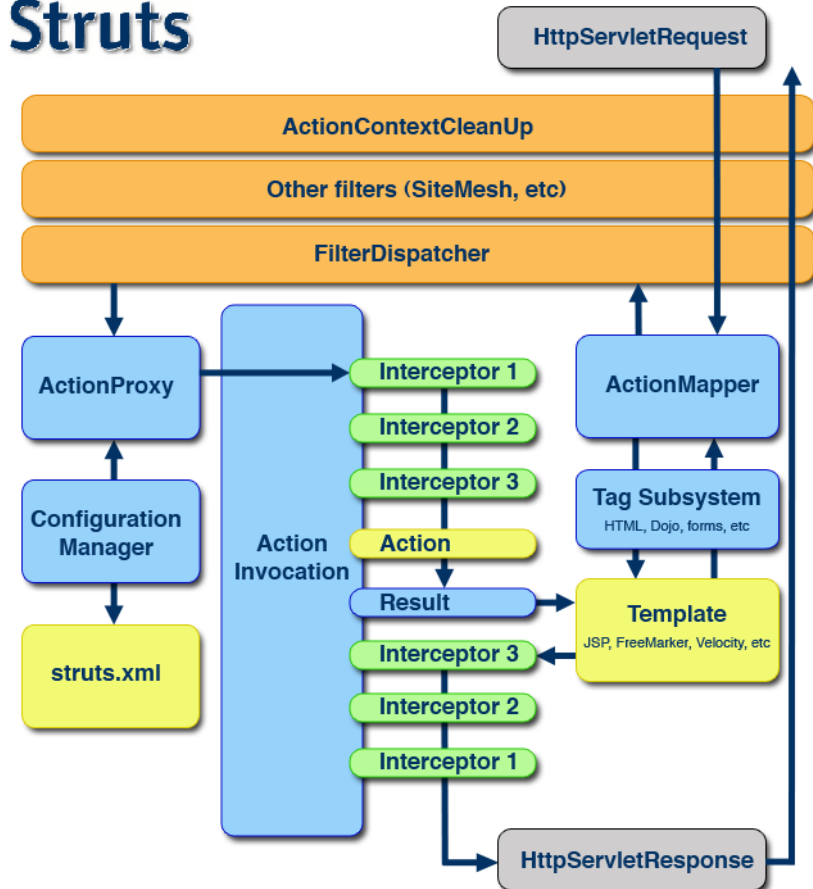 Struts
HttpServletRequest
ActionContextCleanUp
Other filters (SiteMesh, etc)
FilterDispatcher
ActionProxy
Configuration
Manager
struts.xml
Action
Invocation
Interceptor 1
Interceptor 2
Interceptor 3
Action
Result
Interceptor 3
Interceptor 2
Interceptor 1
ActionMapper
Tag Subsystem
HTML, Dojo, forms, etc
Template
JSP, FreeMarker, Velocity, etc
HttpServletResponse